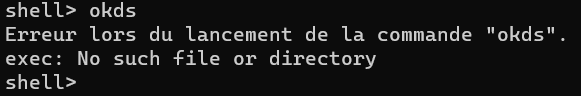 shell> okds
Erreur lors du lancement de la commande "okds".
exec: No such file or directory
shell>